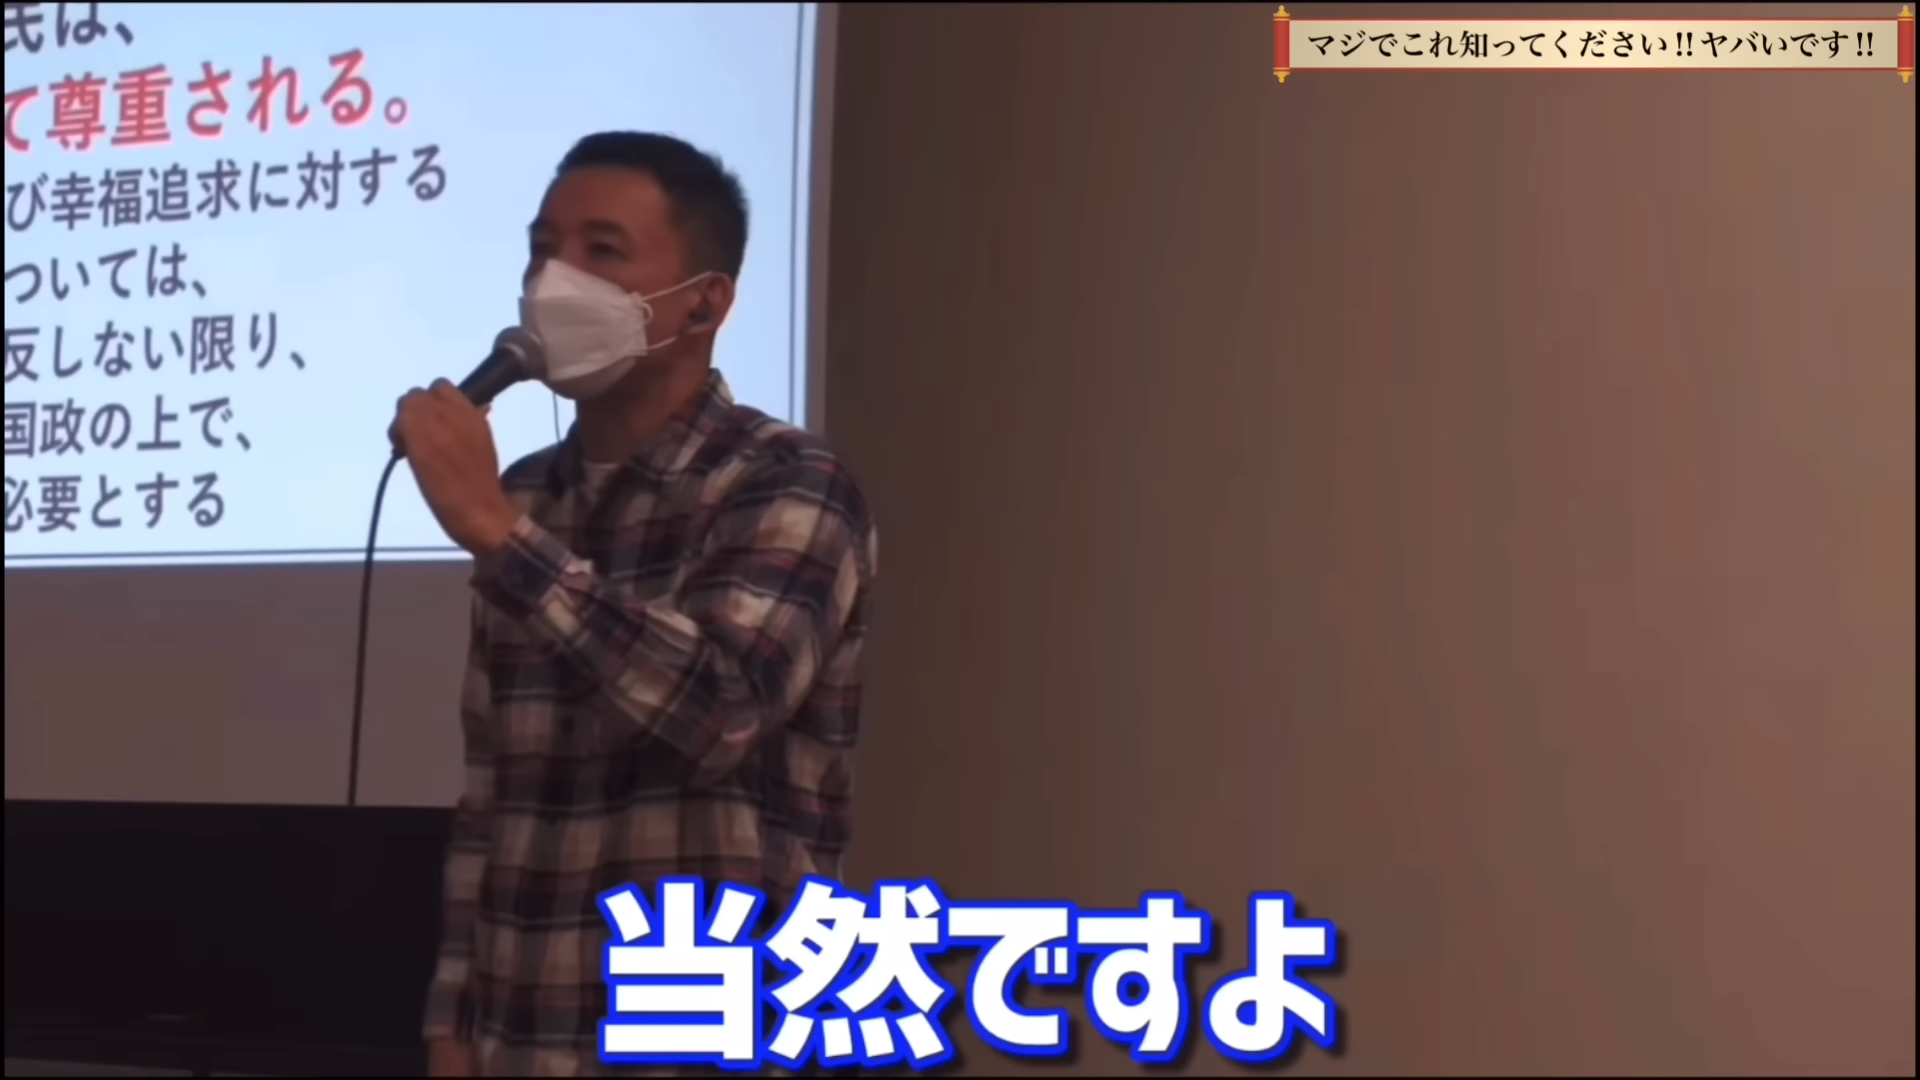 マジでこれ知ってください!!ヤバいです!!
民は、
て尊重される。
び幸福追求に対する
ついては、
反しない限り、
国政の上で、
必要とする
当然ですよ